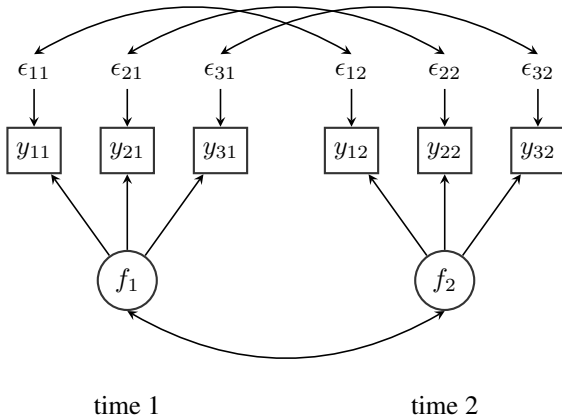 ϵ₁₁ ϵ₂₁ ϵ₃₁ ϵ₁₂ ϵ₂₂ ϵ₃₂
y₁₁ y₂₁ y₃₁ y₁₂ y₂₂ y₃₂
f₁ f₂
time 1 time 2